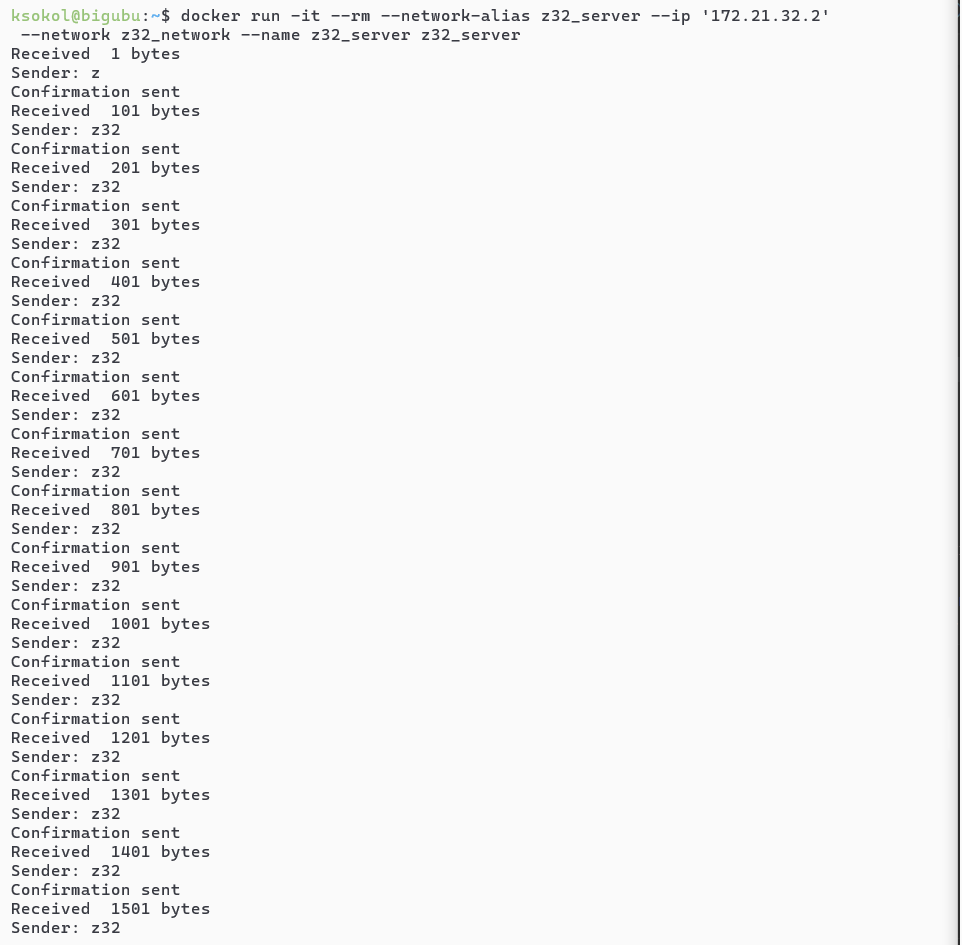 ksokol@bigubu:~$ docker run -it --rm --network-alias z32_server --ip '172.21.32.2'
 --network z32_network --name z32_server z32_server
Received  1 bytes
Sender: z
Confirmation sent
Received  101 bytes
Sender: z32
Confirmation sent
Received  201 bytes
Sender: z32
Confirmation sent
Received  301 bytes
Sender: z32
Confirmation sent
Received  401 bytes
Sender: z32
Confirmation sent
Received  501 bytes
Sender: z32
Confirmation sent
Received  601 bytes
Sender: z32
Confirmation sent
Received  701 bytes
Sender: z32
Confirmation sent
Received  801 bytes
Sender: z32
Confirmation sent
Received  901 bytes
Sender: z32
Confirmation sent
Received  1001 bytes
Sender: z32
Confirmation sent
Received  1101 bytes
Sender: z32
Confirmation sent
Received  1201 bytes
Sender: z32
Confirmation sent
Received  1301 bytes
Sender: z32
Confirmation sent
Received  1401 bytes
Sender: z32
Confirmation sent
Received  1501 bytes
Sender: z32